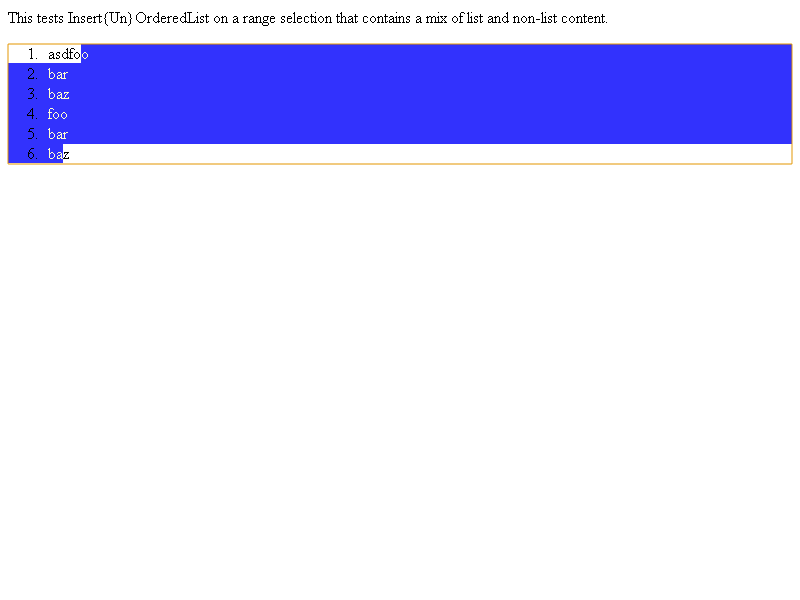 This tests Insert{Un}OrderedList on a range selection that contains a mix of list and non-list content.
1. asdfoo
2. bar
3. baz
4. foo
5. bar
6. baz